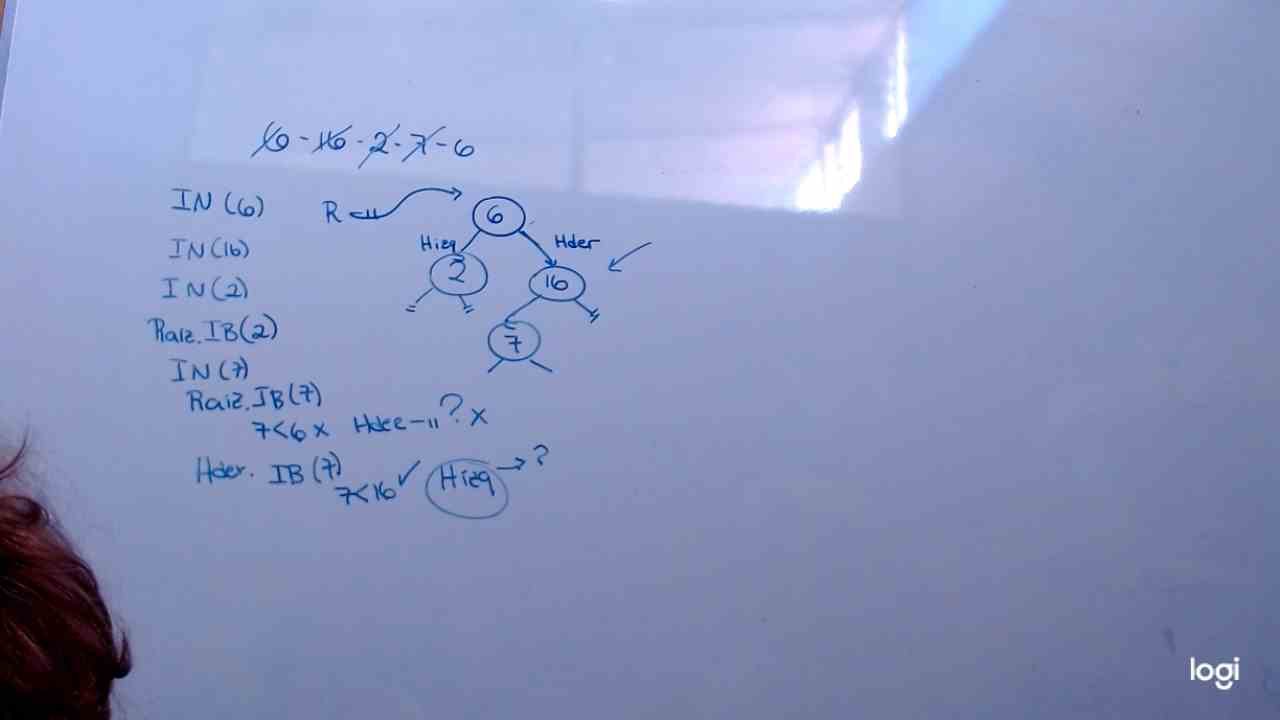 6 - 16 - 2 - 7 - 6
IN (6)
R
6
Hizq
Hder
IN (16)
2
16
IN (2)
Raiz. IB(2)
7
IN (7)
Raiz. IB(7)
7<6 x Hder = ? x
Hder. IB (7)
7<16 ✓ Hizq → ?
logi